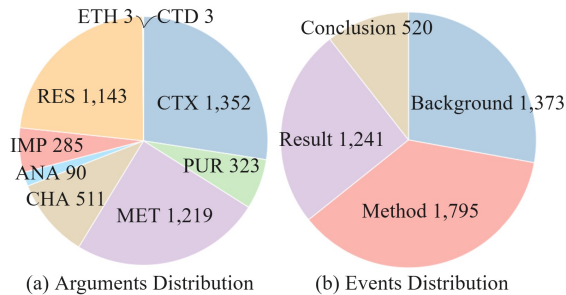 ETH 3
CTD 3
RES 1,143
CTX 1,352
IMP 285
ANA 90
PUR 323
CHA 511
MET 1,219
(a) Arguments Distribution
Conclusion 520
Background 1,373
Result 1,241
Method 1,795
(b) Events Distribution